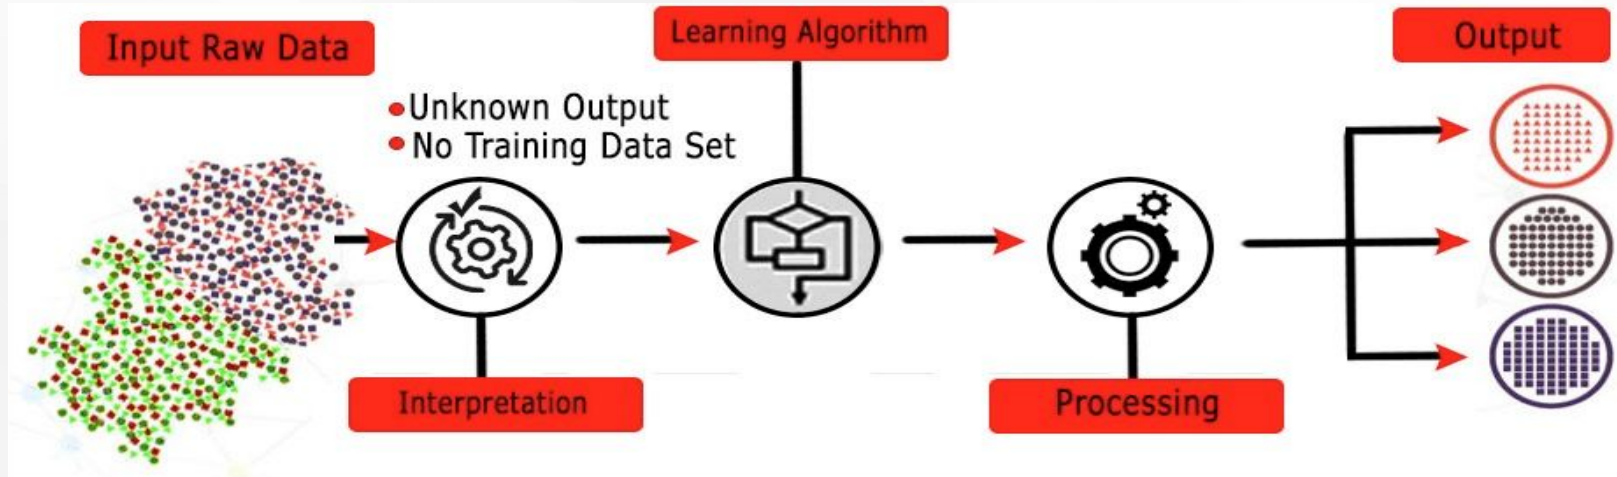 Input Raw Data
Learning Algorithm
Output
Unknown Output
No Training Data Set
Interpretation
Processing